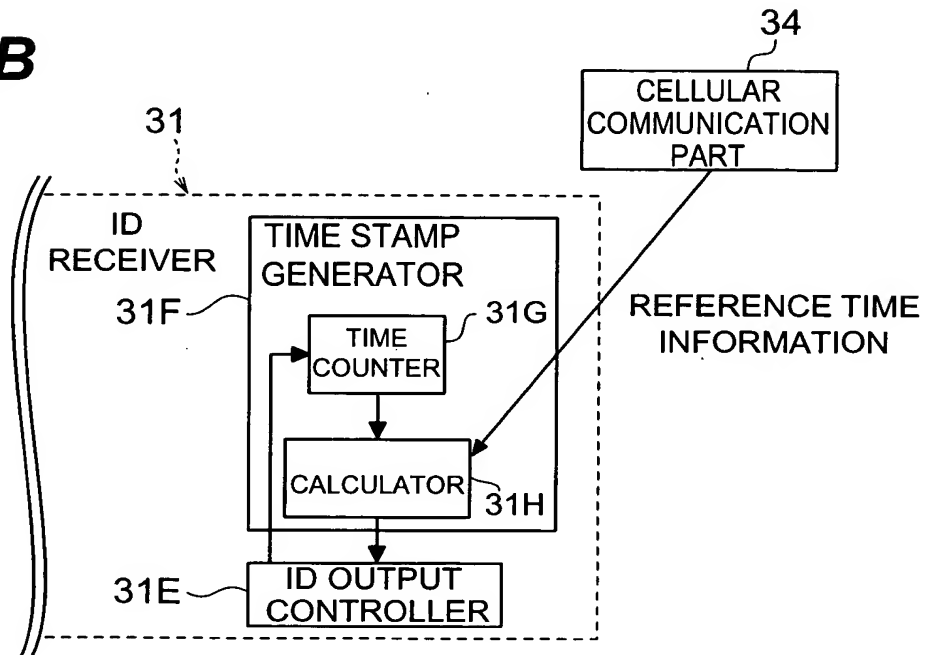 B
34
CELLULAR
COMMUNICATION
PART
31
ID
RECEIVER
TIME STAMP
GENERATOR
31F
31G
TIME
COUNTER
REFERENCE TIME
INFORMATION
CALCULATOR
31H
31E
ID OUTPUT
CONTROLLER